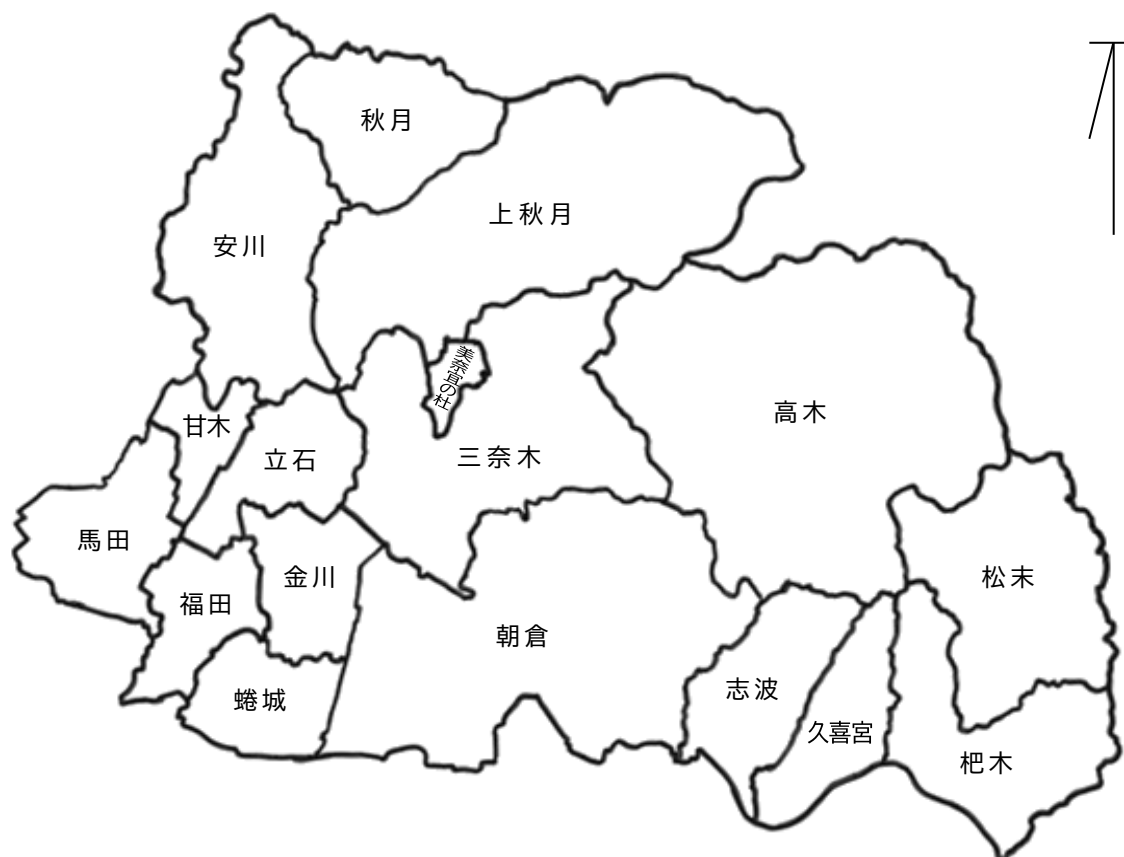 秋月
上秋月
安川
美奈宜の杜
高木
甘木
立石
三奈木
馬田
金川
松末
福田
朝倉
志波
蜷城
久喜宮
杷木